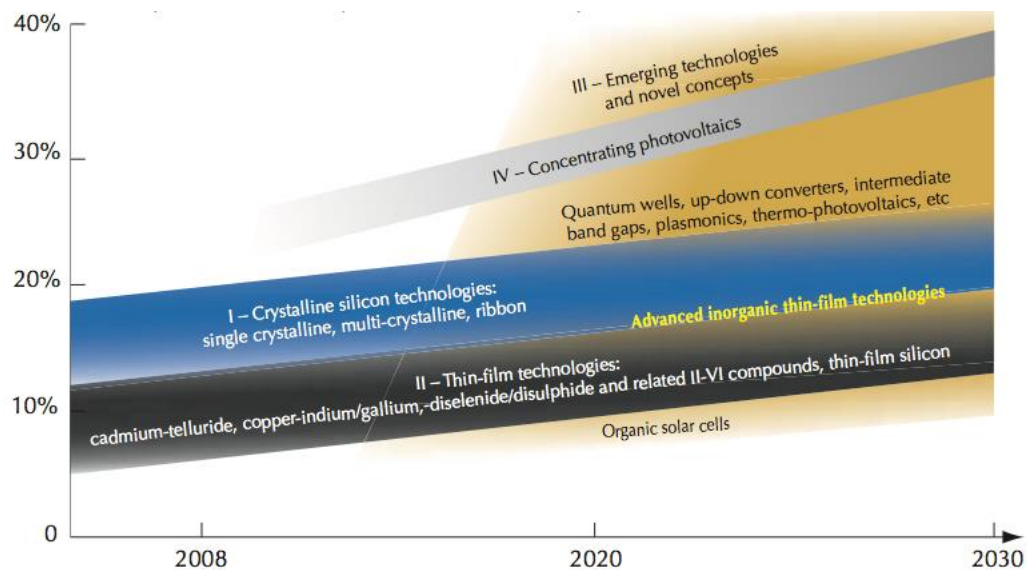 40%
III – Emerging technologies
and novel concepts
30%
IV – Concentrating photovoltaics
Quantum wells, up-down converters, intermediate
band gaps, plasmonics, thermo-photovoltaics, etc
20%
I – Crystalline silicon technologies:
single crystalline, multi-crystalline, ribbon
Advanced inorganic thin-film technologies
II – Thin-film technologies:
cadmium-telluride, copper-indium/gallium,-diselenide/disulphide and related II-VI compounds, thin-film silicon
10%
Organic solar cells
0
2008
2020
2030